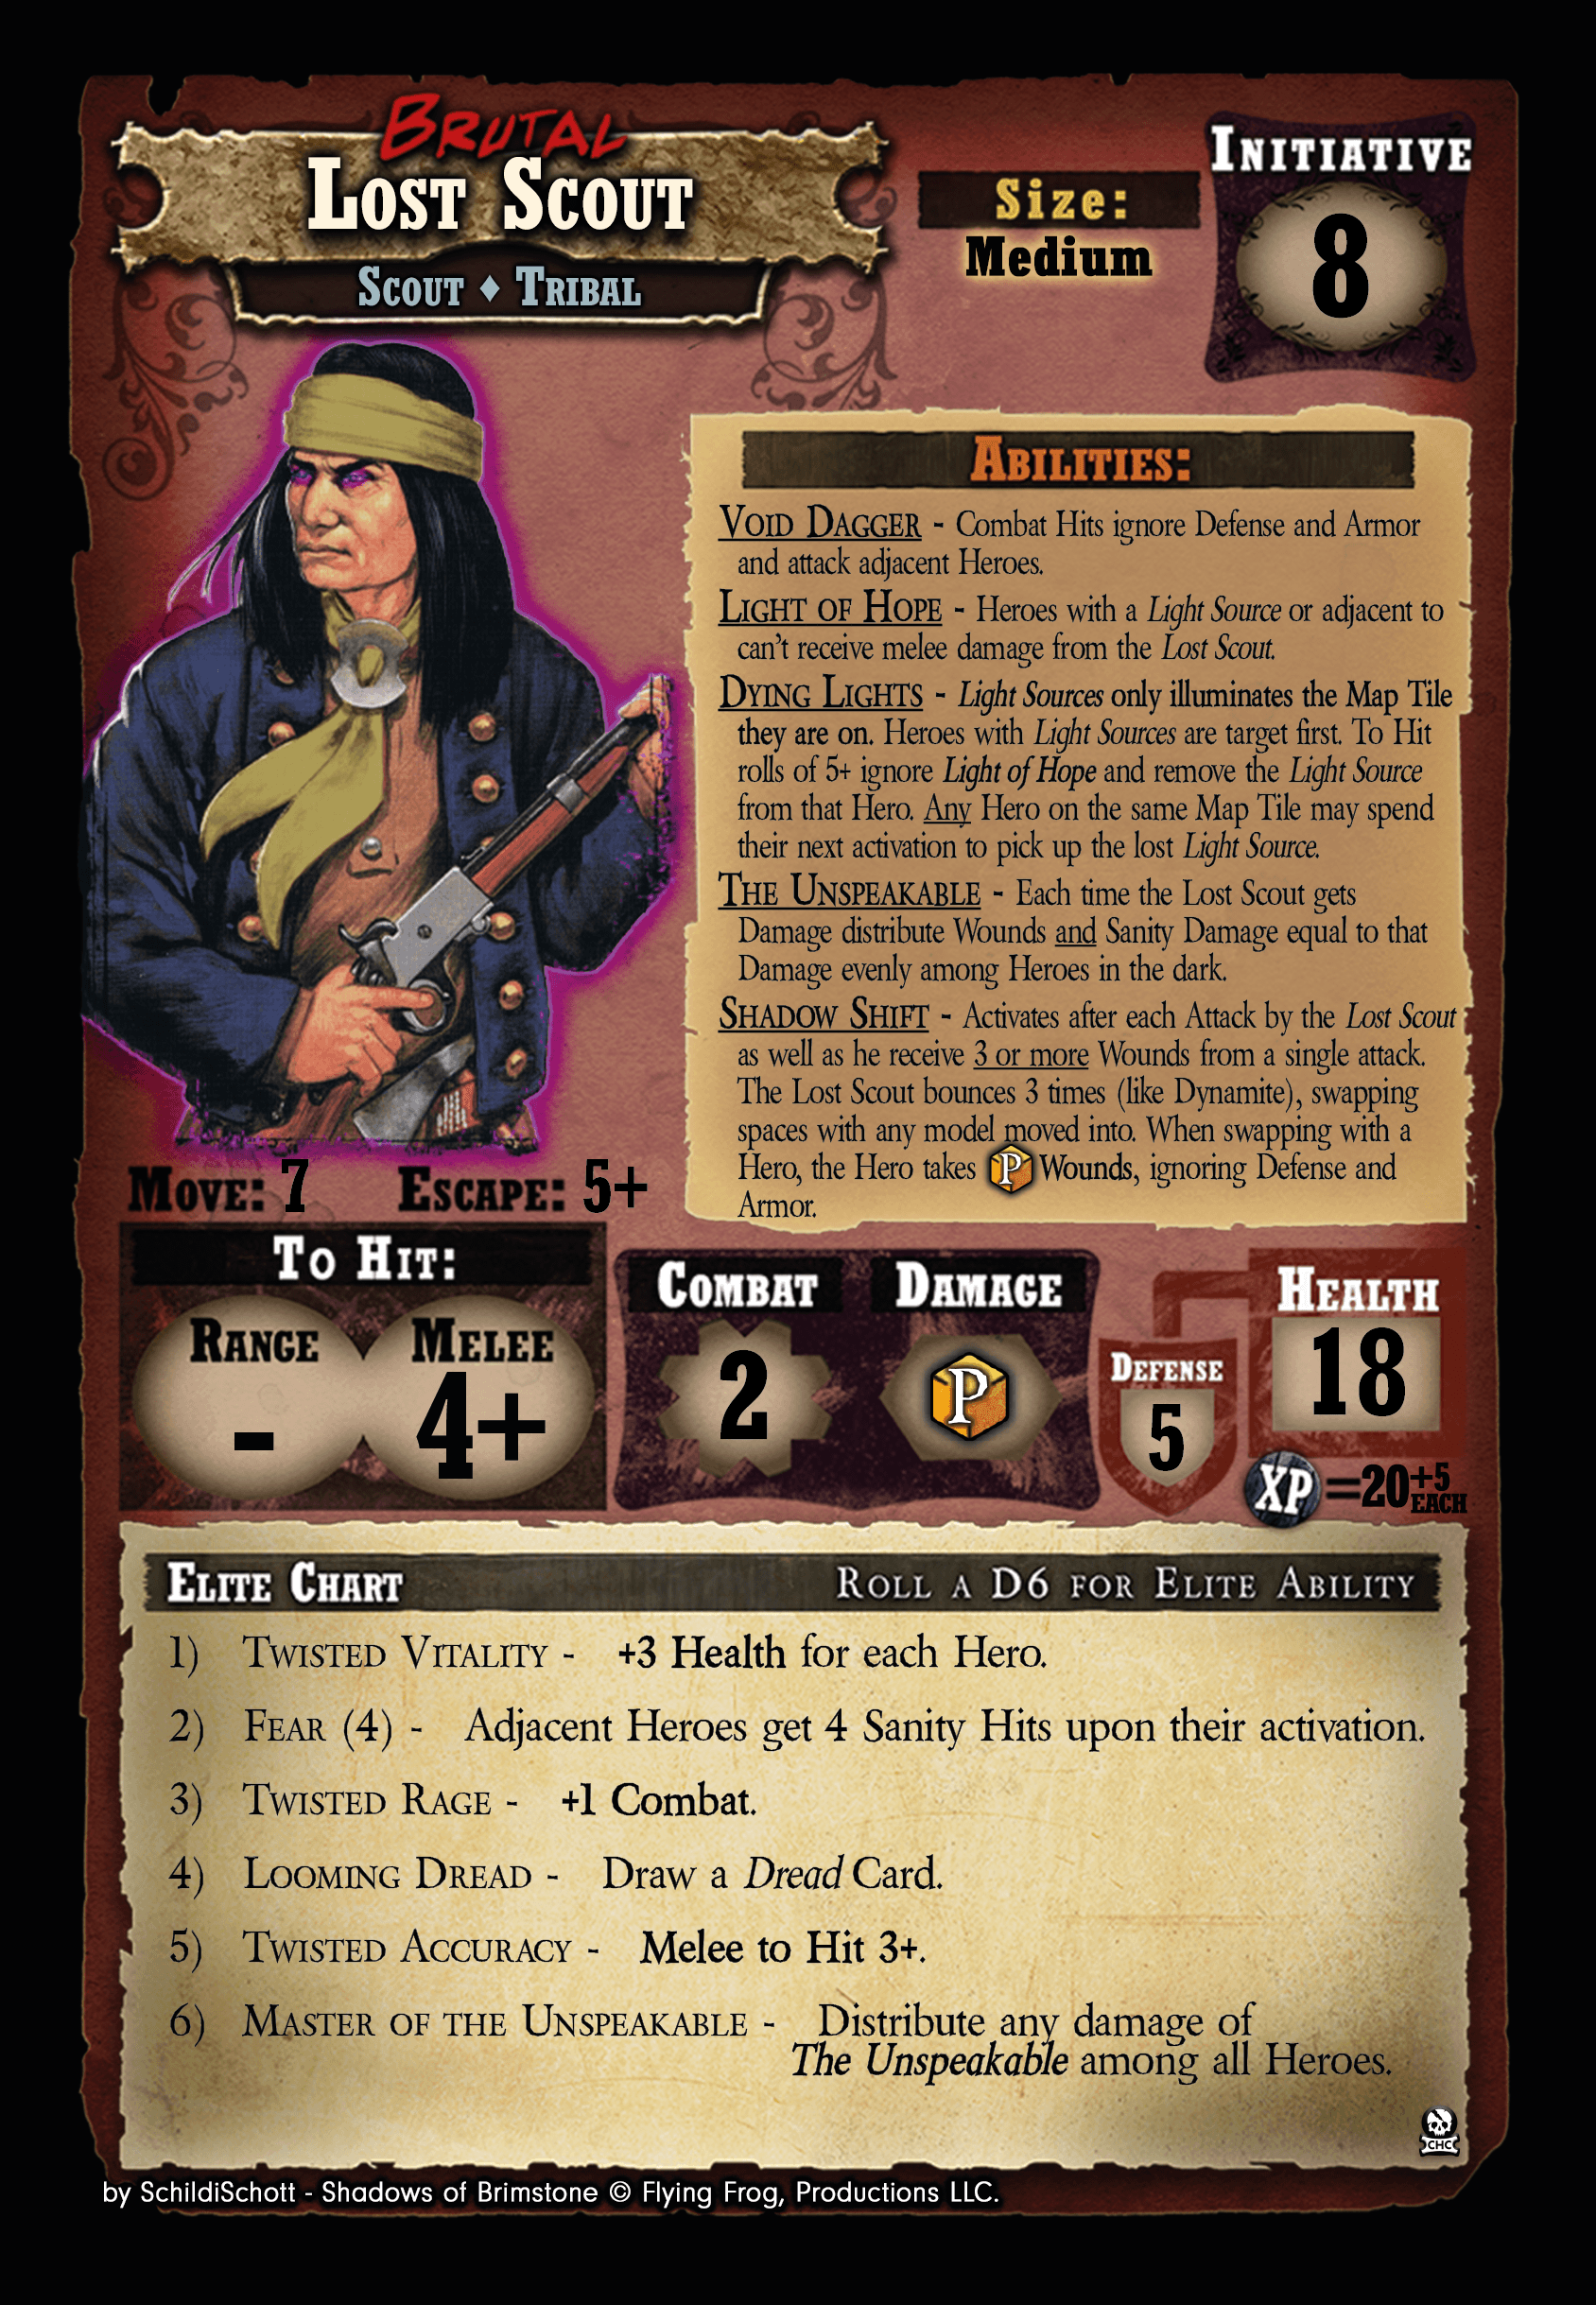 Brutal
Lost Scout
Scout ♦ Tribal
Size:
Medium
Initiative
8
Abilities:
Void Dagger - Combat Hits ignore Defense and Armor
and attack adjacent Heroes.
Light of Hope - Heroes with a Light Source or adjacent to
can't receive melee damage from the Lost Scout.
Dying Lights - Light Sources only illuminates the Map Tile
they are on. Heroes with Light Sources are target first. To Hit
rolls of 5+ ignore Light of Hope and remove the Light Source
from that Hero. Any Hero on the same Map Tile may spend
their next activation to pick up the lost Light Source.
The Unspeakable - Each time the Lost Scout gets
Damage distribute Wounds and Sanity Damage equal to that
Damage evenly among Heroes in the dark.
Shadow Shift - Activates after each Attack by the Lost Scout
as well as he receive 3 or more Wounds from a single attack.
The Lost Scout bounces 3 times (like Dynamite), swapping
spaces with any model moved into. When swapping with a
Hero, the Hero takes P Wounds, ignoring Defense and
Armor.
Move: 7 Escape: 5+
To Hit:
Range Melee
- 4+
Combat Damage
2 P
Defense
5
Health
18
XP =20 +5 EACH
Elite Chart Roll a D6 for Elite Ability
1) Twisted Vitality - +3 Health for each Hero.
2) Fear (4) - Adjacent Heroes get 4 Sanity Hits upon their activation.
3) Twisted Rage - +1 Combat.
4) Looming Dread - Draw a Dread Card.
5) Twisted Accuracy - Melee to Hit 3+.
6) Master of the Unspeakable - Distribute any damage of
The Unspeakable among all Heroes.
CHC
by SchildiSchott - Shadows of Brimstone © Flying Frog, Productions LLC.